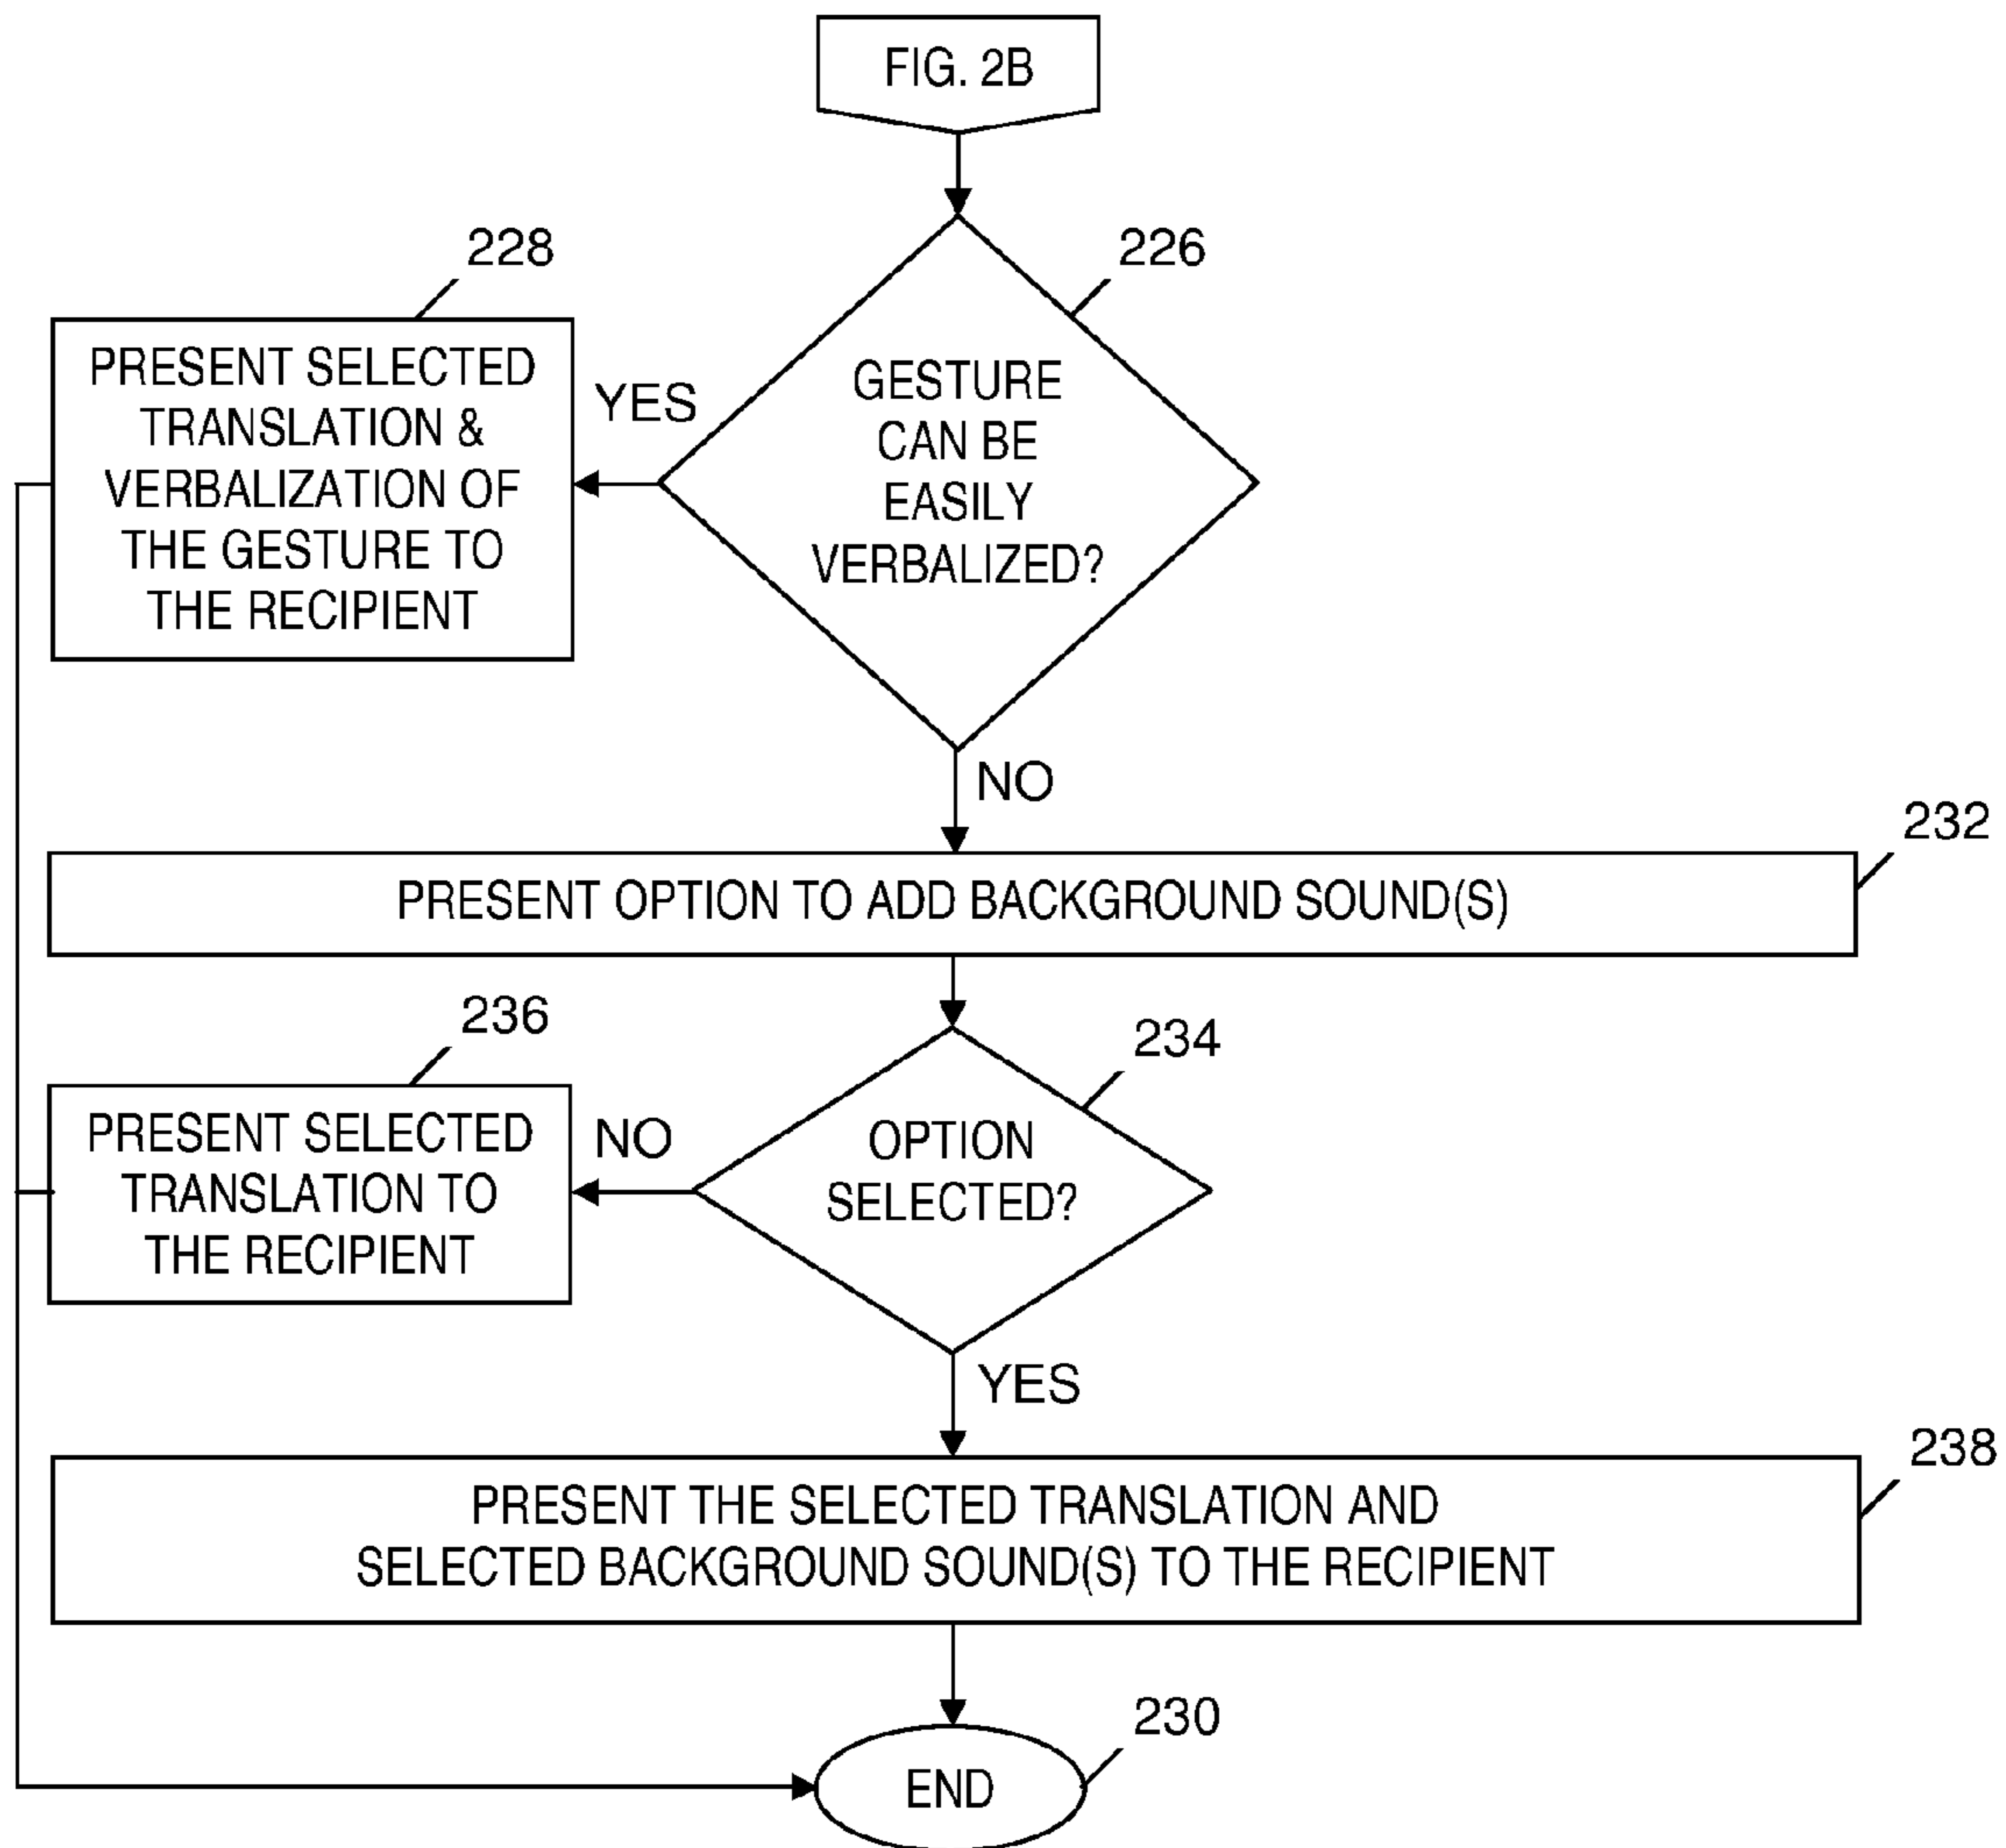 FIG. 2B
228
226
PRESENT SELECTED
TRANSLATION &
VERBALIZATION OF
THE GESTURE TO
THE RECIPIENT
YES
GESTURE
CAN BE
EASILY
VERBALIZED?
NO
232
PRESENT OPTION TO ADD BACKGROUND SOUND(S)
236
234
PRESENT SELECTED
TRANSLATION TO
THE RECIPIENT
NO
OPTION
SELECTED?
YES
238
PRESENT THE SELECTED TRANSLATION AND
SELECTED BACKGROUND SOUND(S) TO THE RECIPIENT
230
END